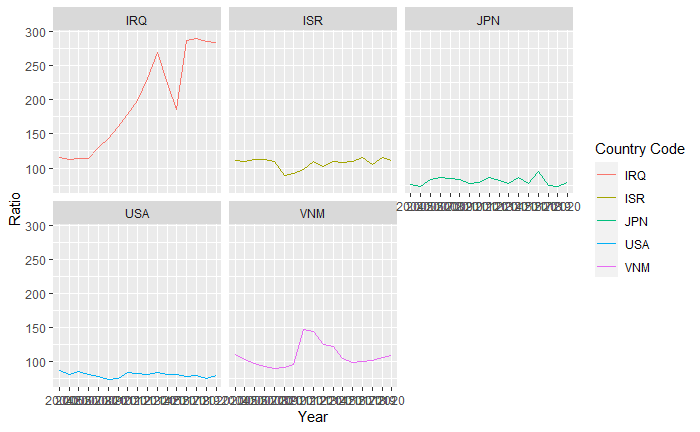 IRQ
ISR
JPN
300
250
200
150
100
USA
VNM
300
250
200
150
100
Ratio
Year
Country Code
IRQ
ISR
JPN
USA
VNM